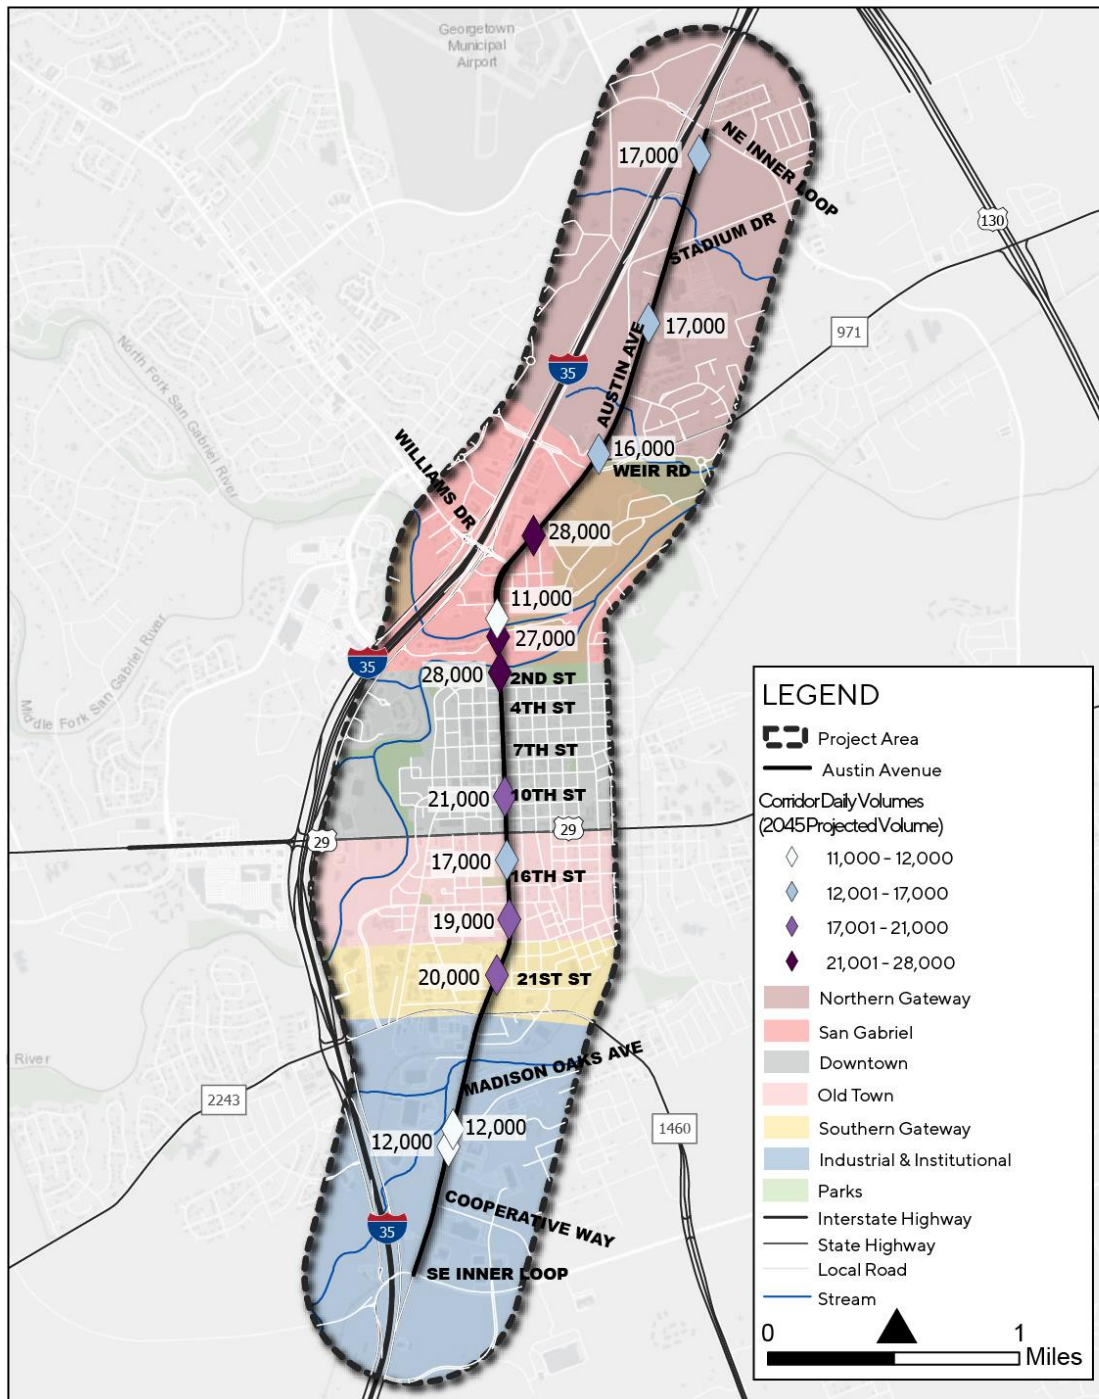 Georgetown
Municipal
Airport
NE INNER LOOP
17,000
130
STADIUM DR
17,000
971
AUSTIN AVE
35
North Fork San Gabriel River
16,000
WEIR RD
WILLIAMS DR
28,000
11,000
27,000
35
28,000
2ND ST
4TH ST
7TH ST
Middle Fork San Gabriel River
21,000
10TH ST
29
29
17,000
16TH ST
19,000
20,000
21ST ST
River
MADISON OAKS AVE
2243
1460
12,000
12,000
COOPERATIVE WAY
35
SE INNER LOOP
LEGEND
Project Area
Austin Avenue
Corridor Daily Volumes
(2045 Projected Volume)
11,000 - 12,000
12,001 - 17,000
17,001 - 21,000
21,001 - 28,000
Northern Gateway
San Gabriel
Downtown
Old Town
Southern Gateway
Industrial & Institutional
Parks
Interstate Highway
State Highway
Local Road
Stream
0 1
Miles